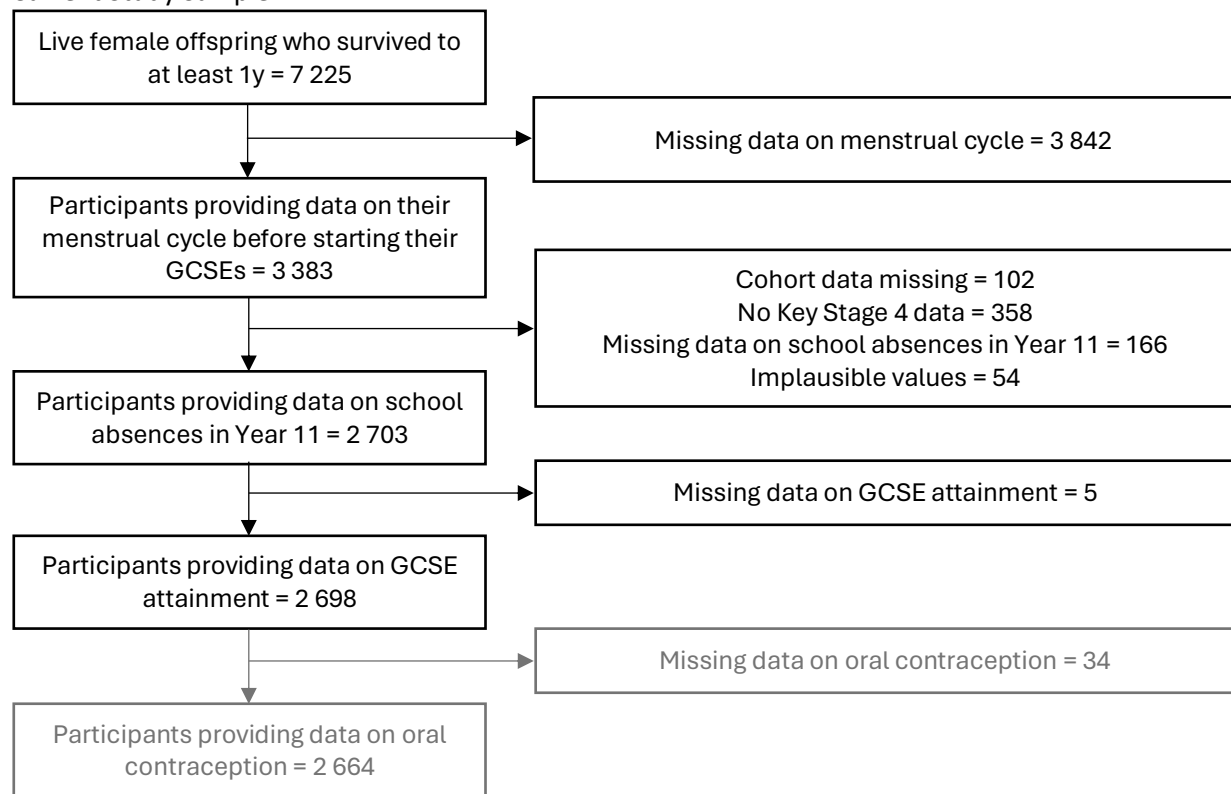 Live female offspring who survived to
at least 1y = 7 225
Missing data on menstrual cycle = 3 842
Participants providing data on their
menstrual cycle before starting their
GCSEs = 3 383
Cohort data missing = 102
No Key Stage 4 data = 358
Missing data on school absences in Year 11 = 166
Implausible values = 54
Participants providing data on school
absences in Year 11 = 2 703
Missing data on GCSE attainment = 5
Participants providing data on GCSE
attainment = 2 698
Missing data on oral contraception = 34
Participants providing data on oral
contraception = 2 664